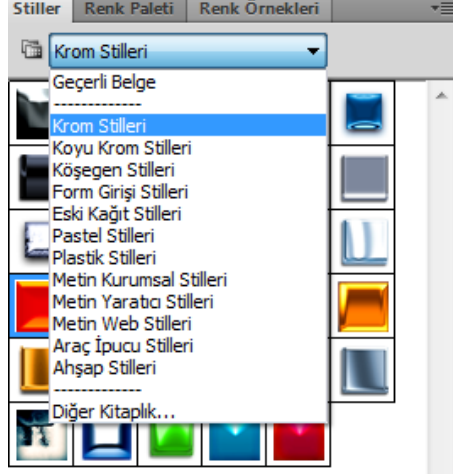 Stiller Renk Paleti Renk Örnekleri
Krom Stilleri
Geçerli Belge
-------------
Krom Stilleri
Koyu Krom Stilleri
Köşegen Stilleri
Form Girişi Stilleri
Eski Kağıt Stilleri
Pastel Stilleri
Plastik Stilleri
Metin Kurumsal Stilleri
Metin Yaratıcı Stilleri
Metin Web Stilleri
Araç İpucu Stilleri
Ahşap Stilleri
-------------
Diğer Kitaplık...